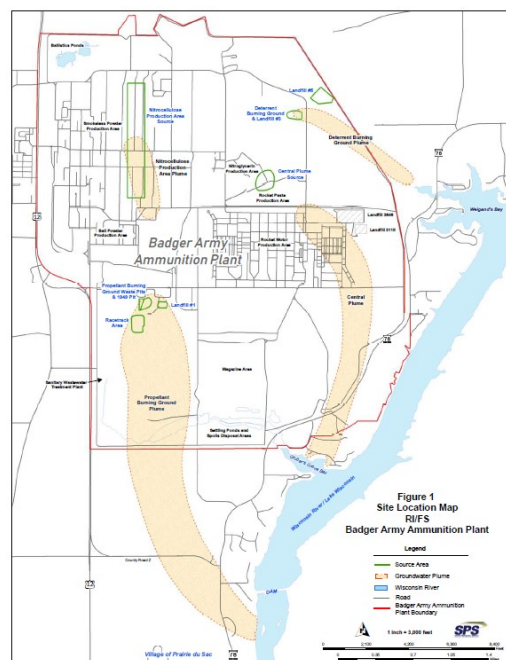 Ballistics Ponds
Nitrocellulose
Production Area
Source
Smokeless Powder
Production Area
Nitrocellulose
Production Area
Plume
Landfill #5
Deterrent
Burning Ground
& Landfill #3
Deterrent Burning
Ground Plume
78
Weigand's Bay
Nitroglycerin
Production Area
Central Plume
Source
Rocket Paste
Production Area
12
Ball Powder
Production Area
Badger Army
Ammunition Plant
Rocket Motor
Production Area
Propellant Burning
Ground Waste Pits
& 1949 Pit
Landfill #1
Racetrack
Area
Central
Plume
78
Sanitary Wastewater
Treatment Plant
Magazine Area
Propellant
Burning Ground
Plume
Settling Ponds and
Spoils Disposal Areas
Wisconsin River / Lake Wisconsin
County Road Z
12
DAM
78
Village of Prairie du Sac
Figure 1
Site Location Map
RI/FS
Badger Army Ammunition Plant
Legend
Source Area
Groundwater Plume
Wisconsin River
Road
Badger Army Ammunition
Plant Boundary
1 inch = 3,000 feet
SPS